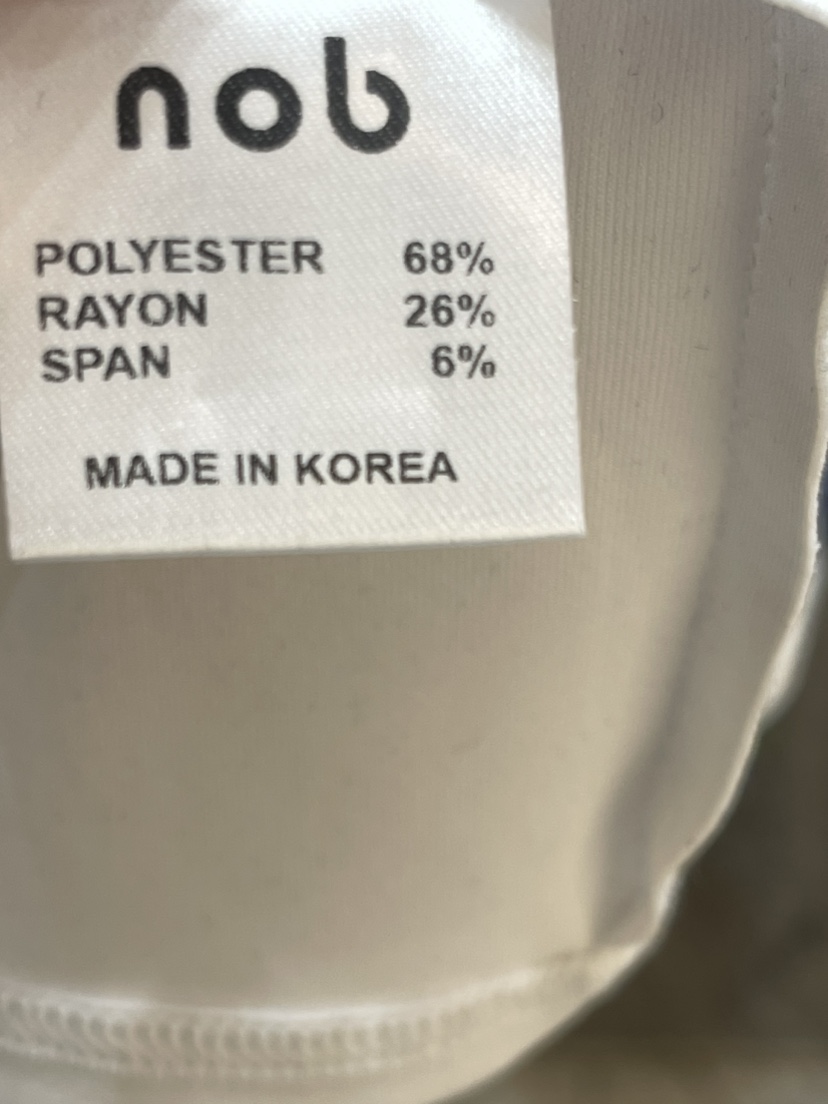 nob
POLYESTER 68%
RAYON 26%
SPAN 6%
MADE IN KOREA